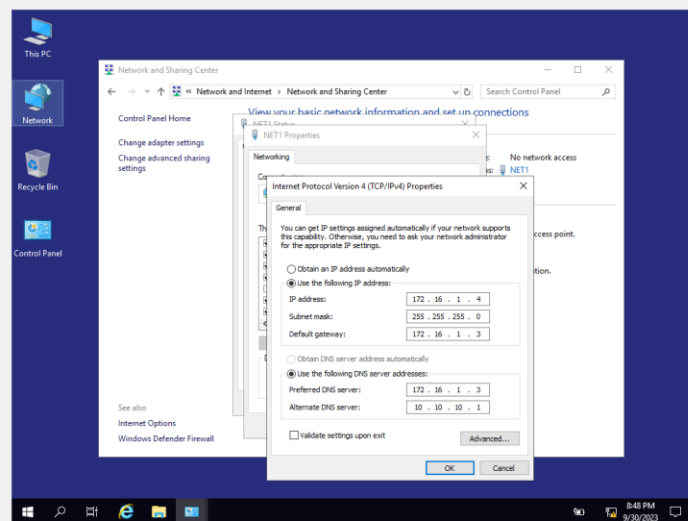 This PC
Network
Recycle Bin
Control Panel
Network and Sharing Center
« Network and Internet > Network and Sharing Center
Search Control Panel
Control Panel Home
Change adapter settings
Change advanced sharing
settings
See also
Internet Options
Windows Defender Firewall
View your basic network information and set up connections
No network access
NET1
ccess point.
tion.
NET1 Status
NET1 Properties
Networking
Internet Protocol Version 4 (TCP/IPv4) Properties
General
You can get IP settings assigned automatically if your network supports
this capability. Otherwise, you need to ask your network administrator
for the appropriate IP settings.
Obtain an IP address automatically
Use the following IP address:
IP address: 172 . 16 . 1 . 4
Subnet mask: 255 . 255 . 255 . 0
Default gateway: 172 . 16 . 1 . 3
Obtain DNS server address automatically
Use the following DNS server addresses:
Preferred DNS server: 172 . 16 . 1 . 3
Alternate DNS server: 10 . 10 . 10 . 1
Validate settings upon exit
Advanced...
OK
Cancel
8:48 PM
9/30/2023